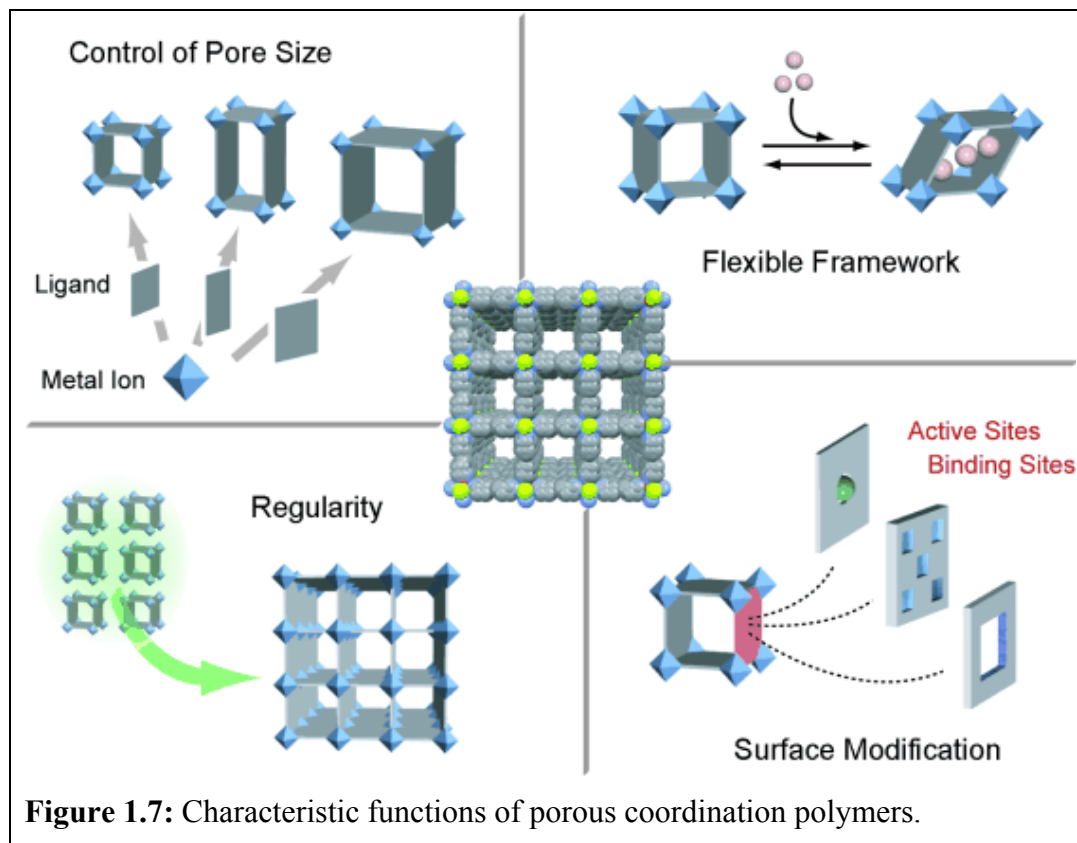 Control of Pore Size
Ligand
Metal Ion
Flexible Framework
Regularity
Active Sites
Binding Sites
Surface Modification
Figure 1.7: Characteristic functions of porous coordination polymers.